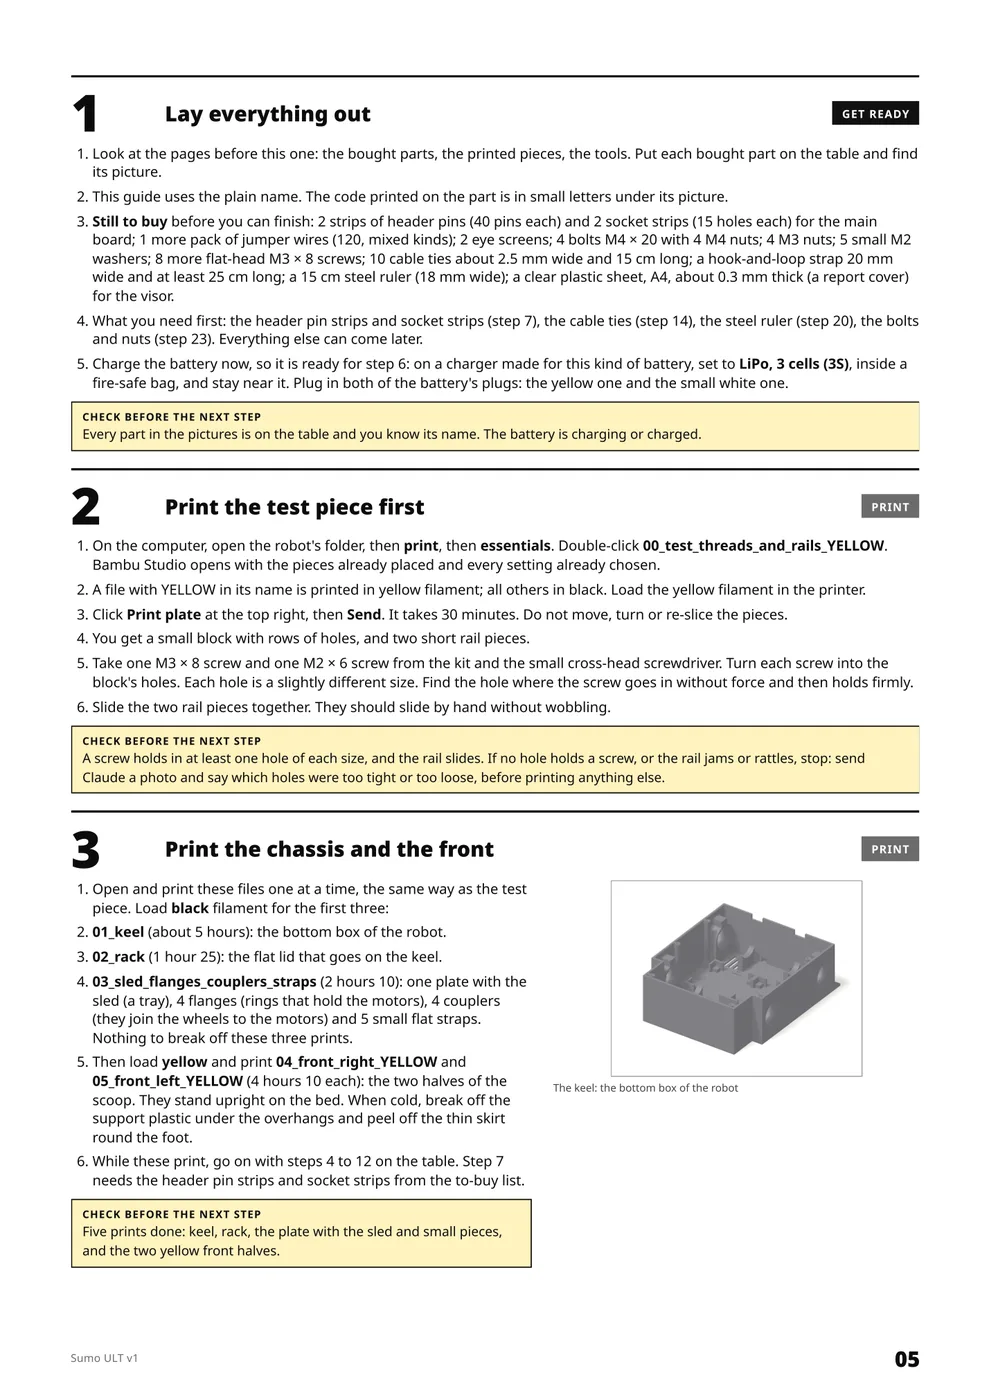 1 Lay everything out GET READY
1. Look at the pages before this one: the bought parts, the printed pieces, the tools. Put each bought part on the table and find
its picture.
2. This guide uses the plain name. The code printed on the part is in small letters under its picture.
3. Still to buy before you can finish: 2 strips of header pins (40 pins each) and 2 socket strips (15 holes each) for the main
board; 1 more pack of jumper wires (120, mixed kinds); 2 eye screens; 4 bolts M4 × 20 with 4 M4 nuts; 4 M3 nuts; 5 small M2
washers; 8 more flat-head M3 × 8 screws; 10 cable ties about 2.5 mm wide and 15 cm long; a hook-and-loop strap 20 mm
wide and at least 25 cm long; a 15 cm steel ruler (18 mm wide); a clear plastic sheet, A4, about 0.3 mm thick (a report cover)
for the visor.
4. What you need first: the header pin strips and socket strips (step 7), the cable ties (step 14), the steel ruler (step 20), the bolts
and nuts (step 23). Everything else can come later.
5. Charge the battery now, so it is ready for step 6: on a charger made for this kind of battery, set to LiPo, 3 cells (3S), inside a
fire-safe bag, and stay near it. Plug in both of the battery's plugs: the yellow one and the small white one.
CHECK BEFORE THE NEXT STEP
Every part in the pictures is on the table and you know its name. The battery is charging or charged.
2 Print the test piece first PRINT
1. On the computer, open the robot's folder, then print, then essentials. Double-click 00_test_threads_and_rails_YELLOW.
Bambu Studio opens with the pieces already placed and every setting already chosen.
2. A file with YELLOW in its name is printed in yellow filament; all others in black. Load the yellow filament in the printer.
3. Click Print plate at the top right, then Send. It takes 30 minutes. Do not move, turn or re-slice the pieces.
4. You get a small block with rows of holes, and two short rail pieces.
5. Take one M3 × 8 screw and one M2 × 6 screw from the kit and the small cross-head screwdriver. Turn each screw into the
block's holes. Each hole is a slightly different size. Find the hole where the screw goes in without force and then holds firmly.
6. Slide the two rail pieces together. They should slide by hand without wobbling.
CHECK BEFORE THE NEXT STEP
A screw holds in at least one hole of each size, and the rail slides. If no hole holds a screw, or the rail jams or rattles, stop: send
Claude a photo and say which holes were too tight or too loose, before printing anything else.
3 Print the chassis and the front PRINT
1. Open and print these files one at a time, the same way as the test
piece. Load black filament for the first three:
2. 01_keel (about 5 hours): the bottom box of the robot.
3. 02_rack (1 hour 25): the flat lid that goes on the keel.
4. 03_sled_flanges_couplers_straps (2 hours 10): one plate with the
sled (a tray), 4 flanges (rings that hold the motors), 4 couplers
(they join the wheels to the motors) and 5 small flat straps.
Nothing to break off these three prints.
5. Then load yellow and print 04_front_right_YELLOW and
05_front_left_YELLOW (4 hours 10 each): the two halves of the
scoop. They stand upright on the bed. When cold, break off the
support plastic under the overhangs and peel off the thin skirt
round the foot.
6. While these print, go on with steps 4 to 12 on the table. Step 7
needs the header pin strips and socket strips from the to-buy list.
CHECK BEFORE THE NEXT STEP
Five prints done: keel, rack, the plate with the sled and small pieces,
and the two yellow front halves.
The keel: the bottom box of the robot
Sumo ULT v1 05